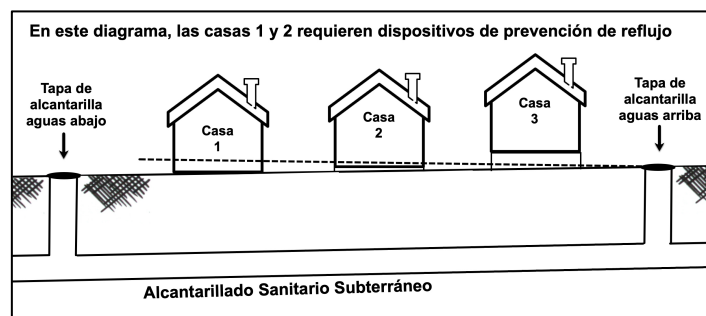 En este diagrama, las casas 1 y 2 requieren dispositivos de prevención de reflujo
Tapa de
alcantarilla
aguas abajo
Casa
1
Casa
2
Casa
3
Tapa de
alcantarilla
aguas arriba
Alcantarillado Sanitario Subterráneo